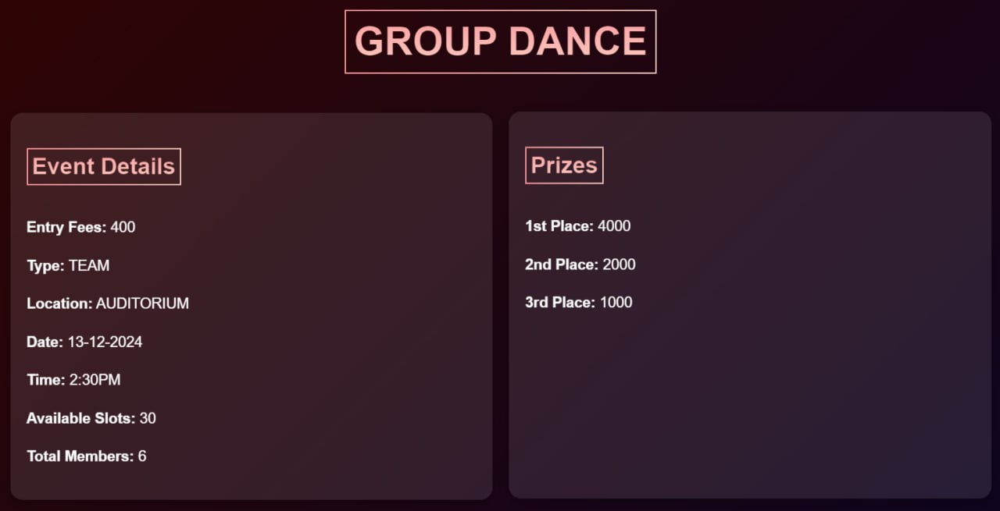 GROUP DANCE
Event Details
Entry Fees: 400
Type: TEAM
Location: AUDITORIUM
Date: 13-12-2024
Time: 2:30PM
Available Slots: 30
Total Members: 6
Prizes
1st Place: 4000
2nd Place: 2000
3rd Place: 1000